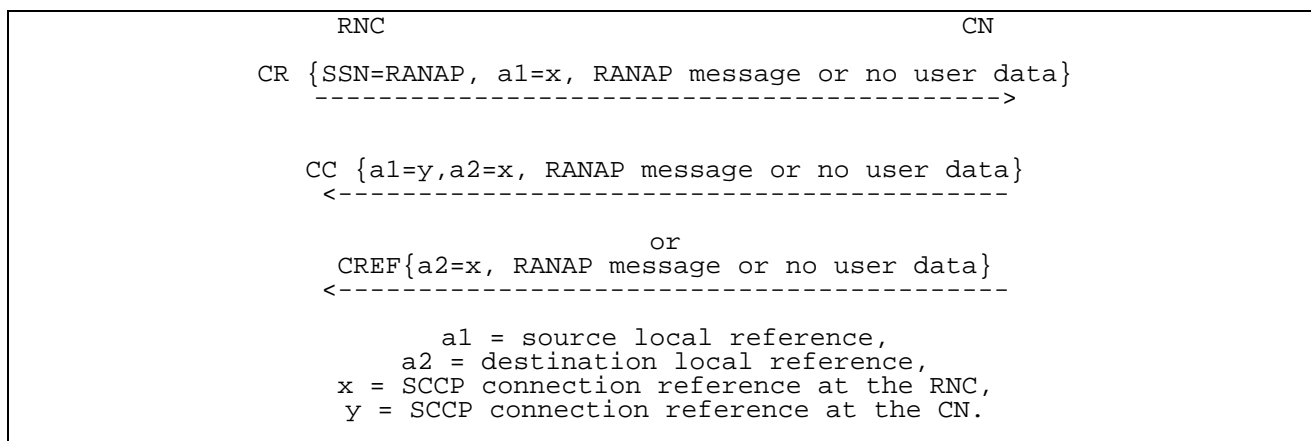 RNC CN
CR {SSN=RANAP, a1=x, RANAP message or no user data}
------------------------------------------->
CC {a1=y,a2=x, RANAP message or no user data}
<------------------------------------------
or
CREF{a2=x, RANAP message or no user data}
<------------------------------------------
a1 = source local reference,
a2 = destination local reference,
x = SCCP connection reference at the RNC,
y = SCCP connection reference at the CN.